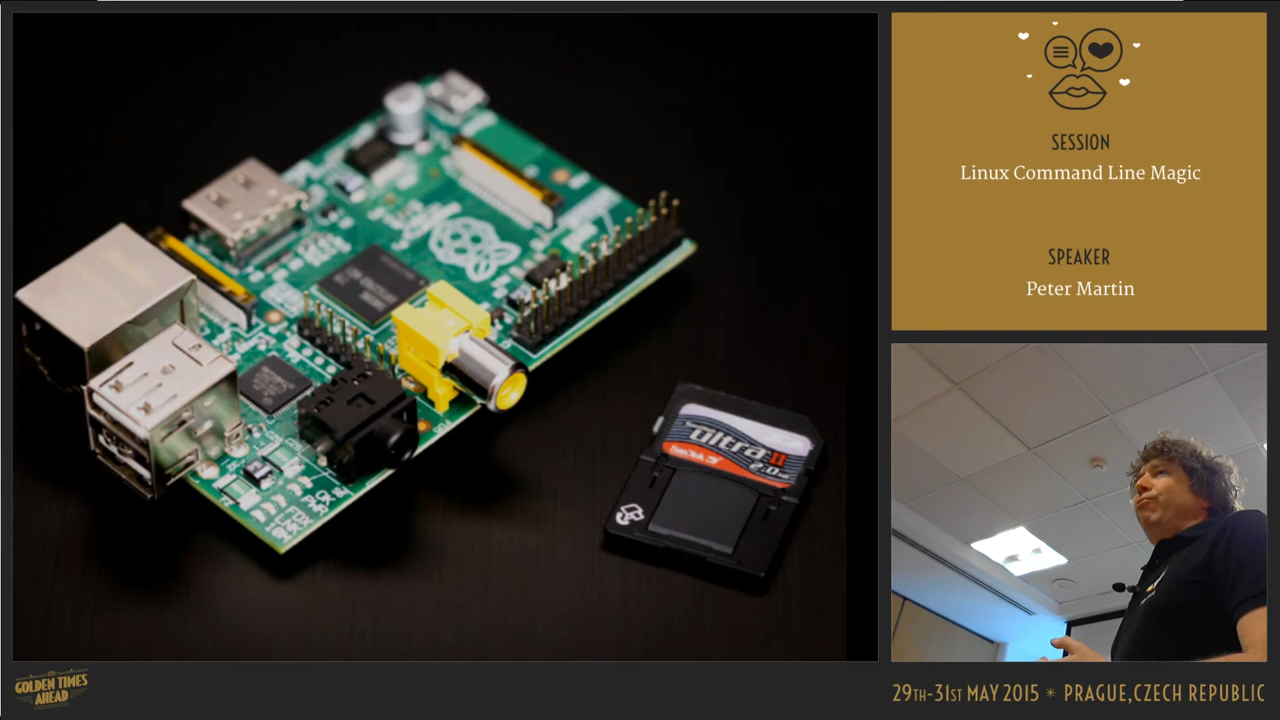 Ultra II
SanDisk
2.0
SESSION
Linux Command Line Magic
SPEAKER
Peter Martin
GOLDEN TIMES
AHEAD
29TH-31ST MAY 2015 * PRAGUE,CZECH REPUBLIC